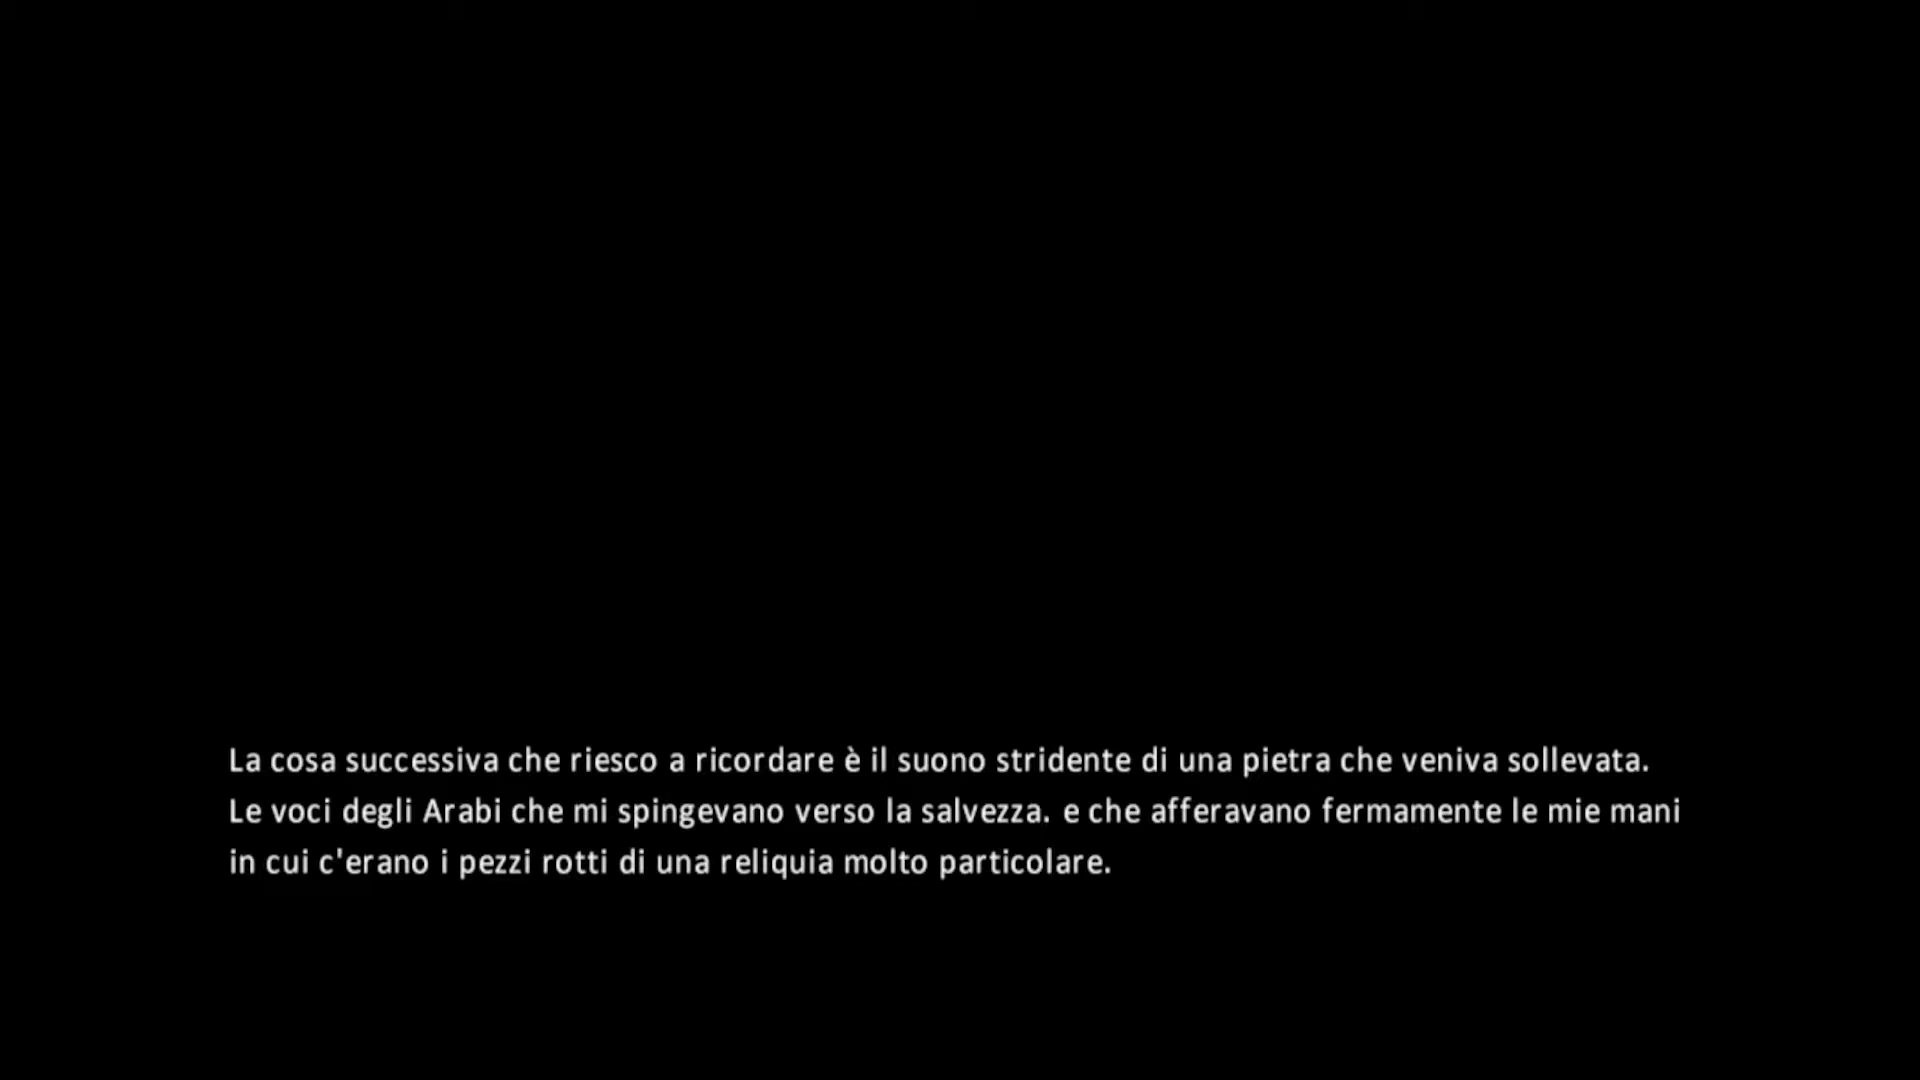 La cosa successiva che riesco a ricordare è il suono stridente di una pietra che veniva sollevata.
Le voci degli Arabi che mi spingevano verso la salvezza. e che afferavano fermamente le mie mani
in cui c'erano i pezzi rotti di una reliquia molto particolare.